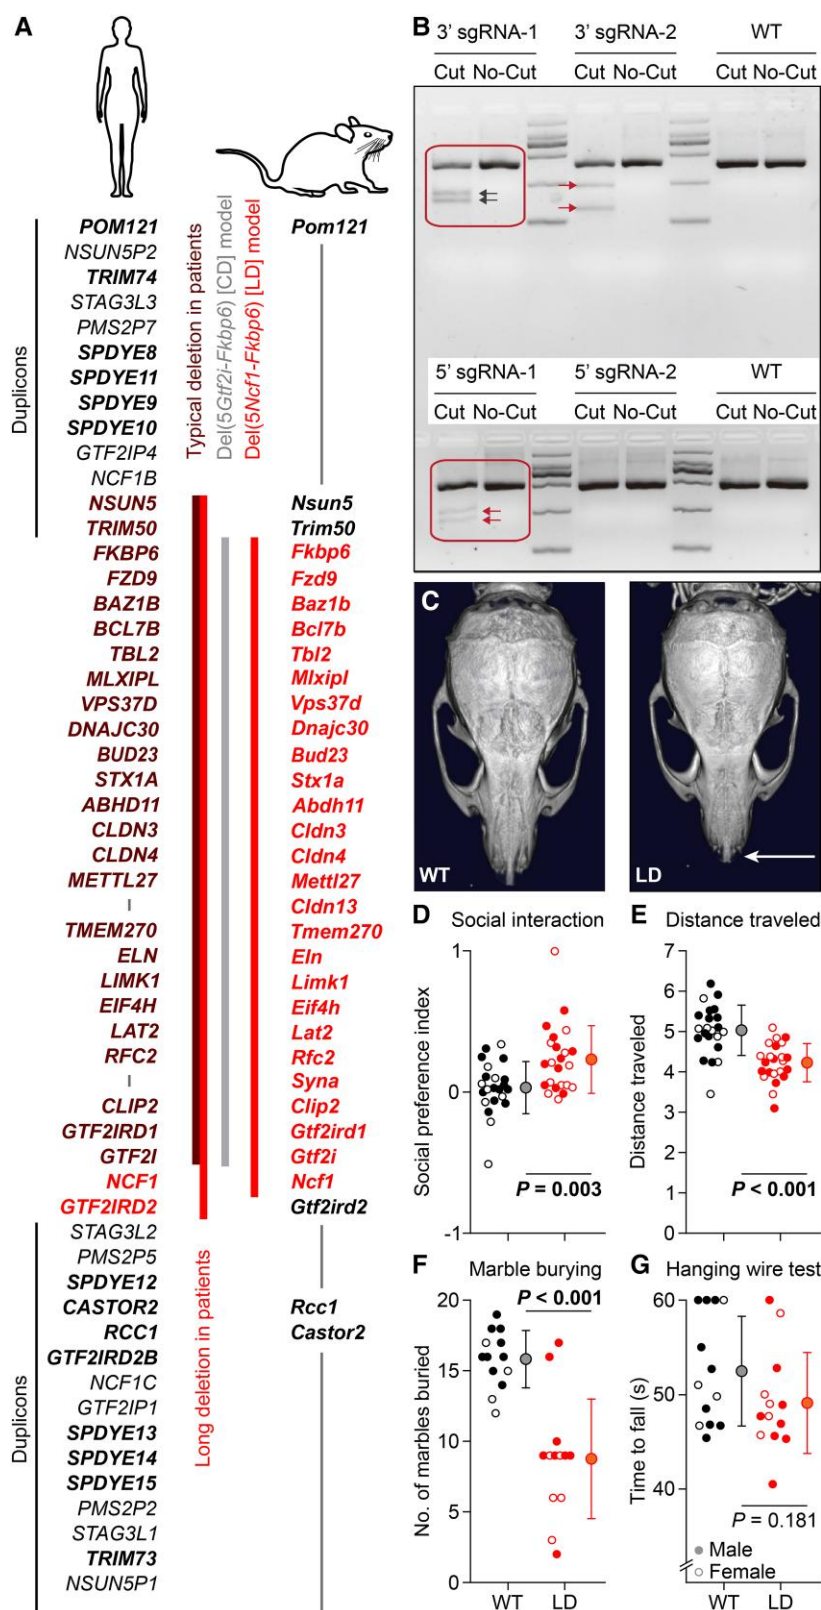 A
Duplicons
POM121
NSUN5P2
TRIM74
STAG3L3
PMS2P7
SPDYE8
SPDYE11
SPDYE9
SPDYE10
GTF2IP4
NCF1B
NSUN5
TRIM50
FKBP6
FZD9
BAZ1B
BCL7B
TBL2
MLXIPL
VPS37D
DNAJC30
BUD23
STX1A
ABHD11
CLDN3
CLDN4
METTL27
TMEM270
ELN
LIMK1
EIF4H
LAT2
RFC2
CLIP2
GTF2IRD1
GTF2I
NCF1
GTF2IRD2
Duplicons
STAG3L2
PMS2P5
SPDYE12
CASTOR2
RCC1
GTF2IRD2B
NCF1C
GTF2IP1
SPDYE13
SPDYE14
SPDYE15
PMS2P2
STAG3L1
TRIM73
NSUN5P1
Typical deletion in patients
Del(5Gtf2i-Fkbp6) [CD] model
Del(5Ncf1-Fkbp6) [LD] model
Long deletion in patients
Pom121
Nsun5
Trim50
Fkbp6
Fzd9
Baz1b
Bcl7b
Tbl2
Mlxipl
Vps37d
Dnajc30
Bud23
Stx1a
Abdh11
Cldn3
Cldn4
Mettl27
Cldn13
Tmem270
Eln
Limk1
Eif4h
Lat2
Rfc2
Syna
Clip2
Gtf2ird1
Gtf2i
Ncf1
Gtf2ird2
Rcc1
Castor2
B
3' sgRNA-1 3' sgRNA-2 WT
Cut No-Cut Cut No-Cut Cut No-Cut
5' sgRNA-1 5' sgRNA-2 WT
Cut No-Cut Cut No-Cut Cut No-Cut
C
WT
LD
D Social interaction
Social preference index
1
0
-1
P = 0.003
E Distance traveled
Distance traveled
7
6
5
4
3
2
1
0
P < 0.001
F Marble burying
No. of marbles buried
20
15
10
5
0
P < 0.001
WT LD
G Hanging wire test
Time to fall (s)
60
50
40
P = 0.181
Male
Female
WT LD